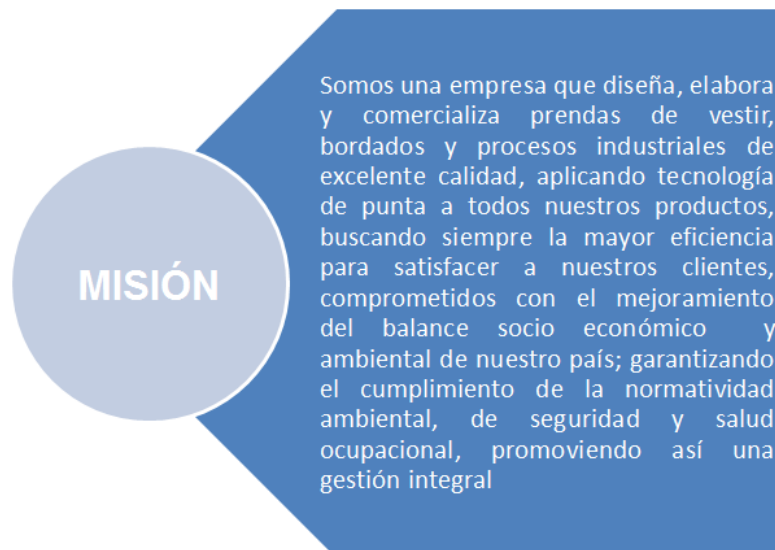 MISIÓN
Somos una empresa que diseña, elabora
y comercializa prendas de vestir,
bordados y procesos industriales de
excelente calidad, aplicando tecnología
de punta a todos nuestros productos,
buscando siempre la mayor eficiencia
para satisfacer a nuestros clientes,
comprometidos con el mejoramiento
del balance socio económico y
ambiental de nuestro país; garantizando
el cumplimiento de la normatividad
ambiental, de seguridad y salud
ocupacional, promoviendo así una
gestión integral